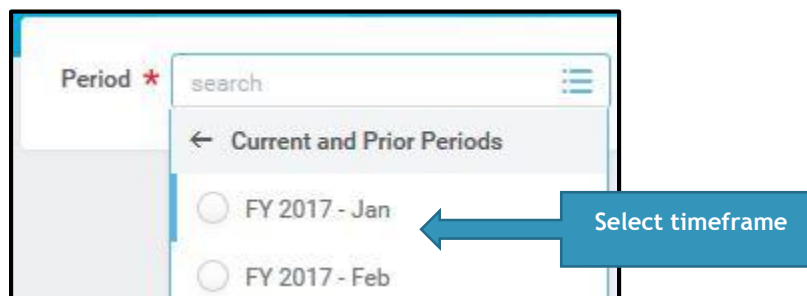 Period *
search
← Current and Prior Periods
FY 2017 - Jan
Select timeframe
FY 2017 - Feb